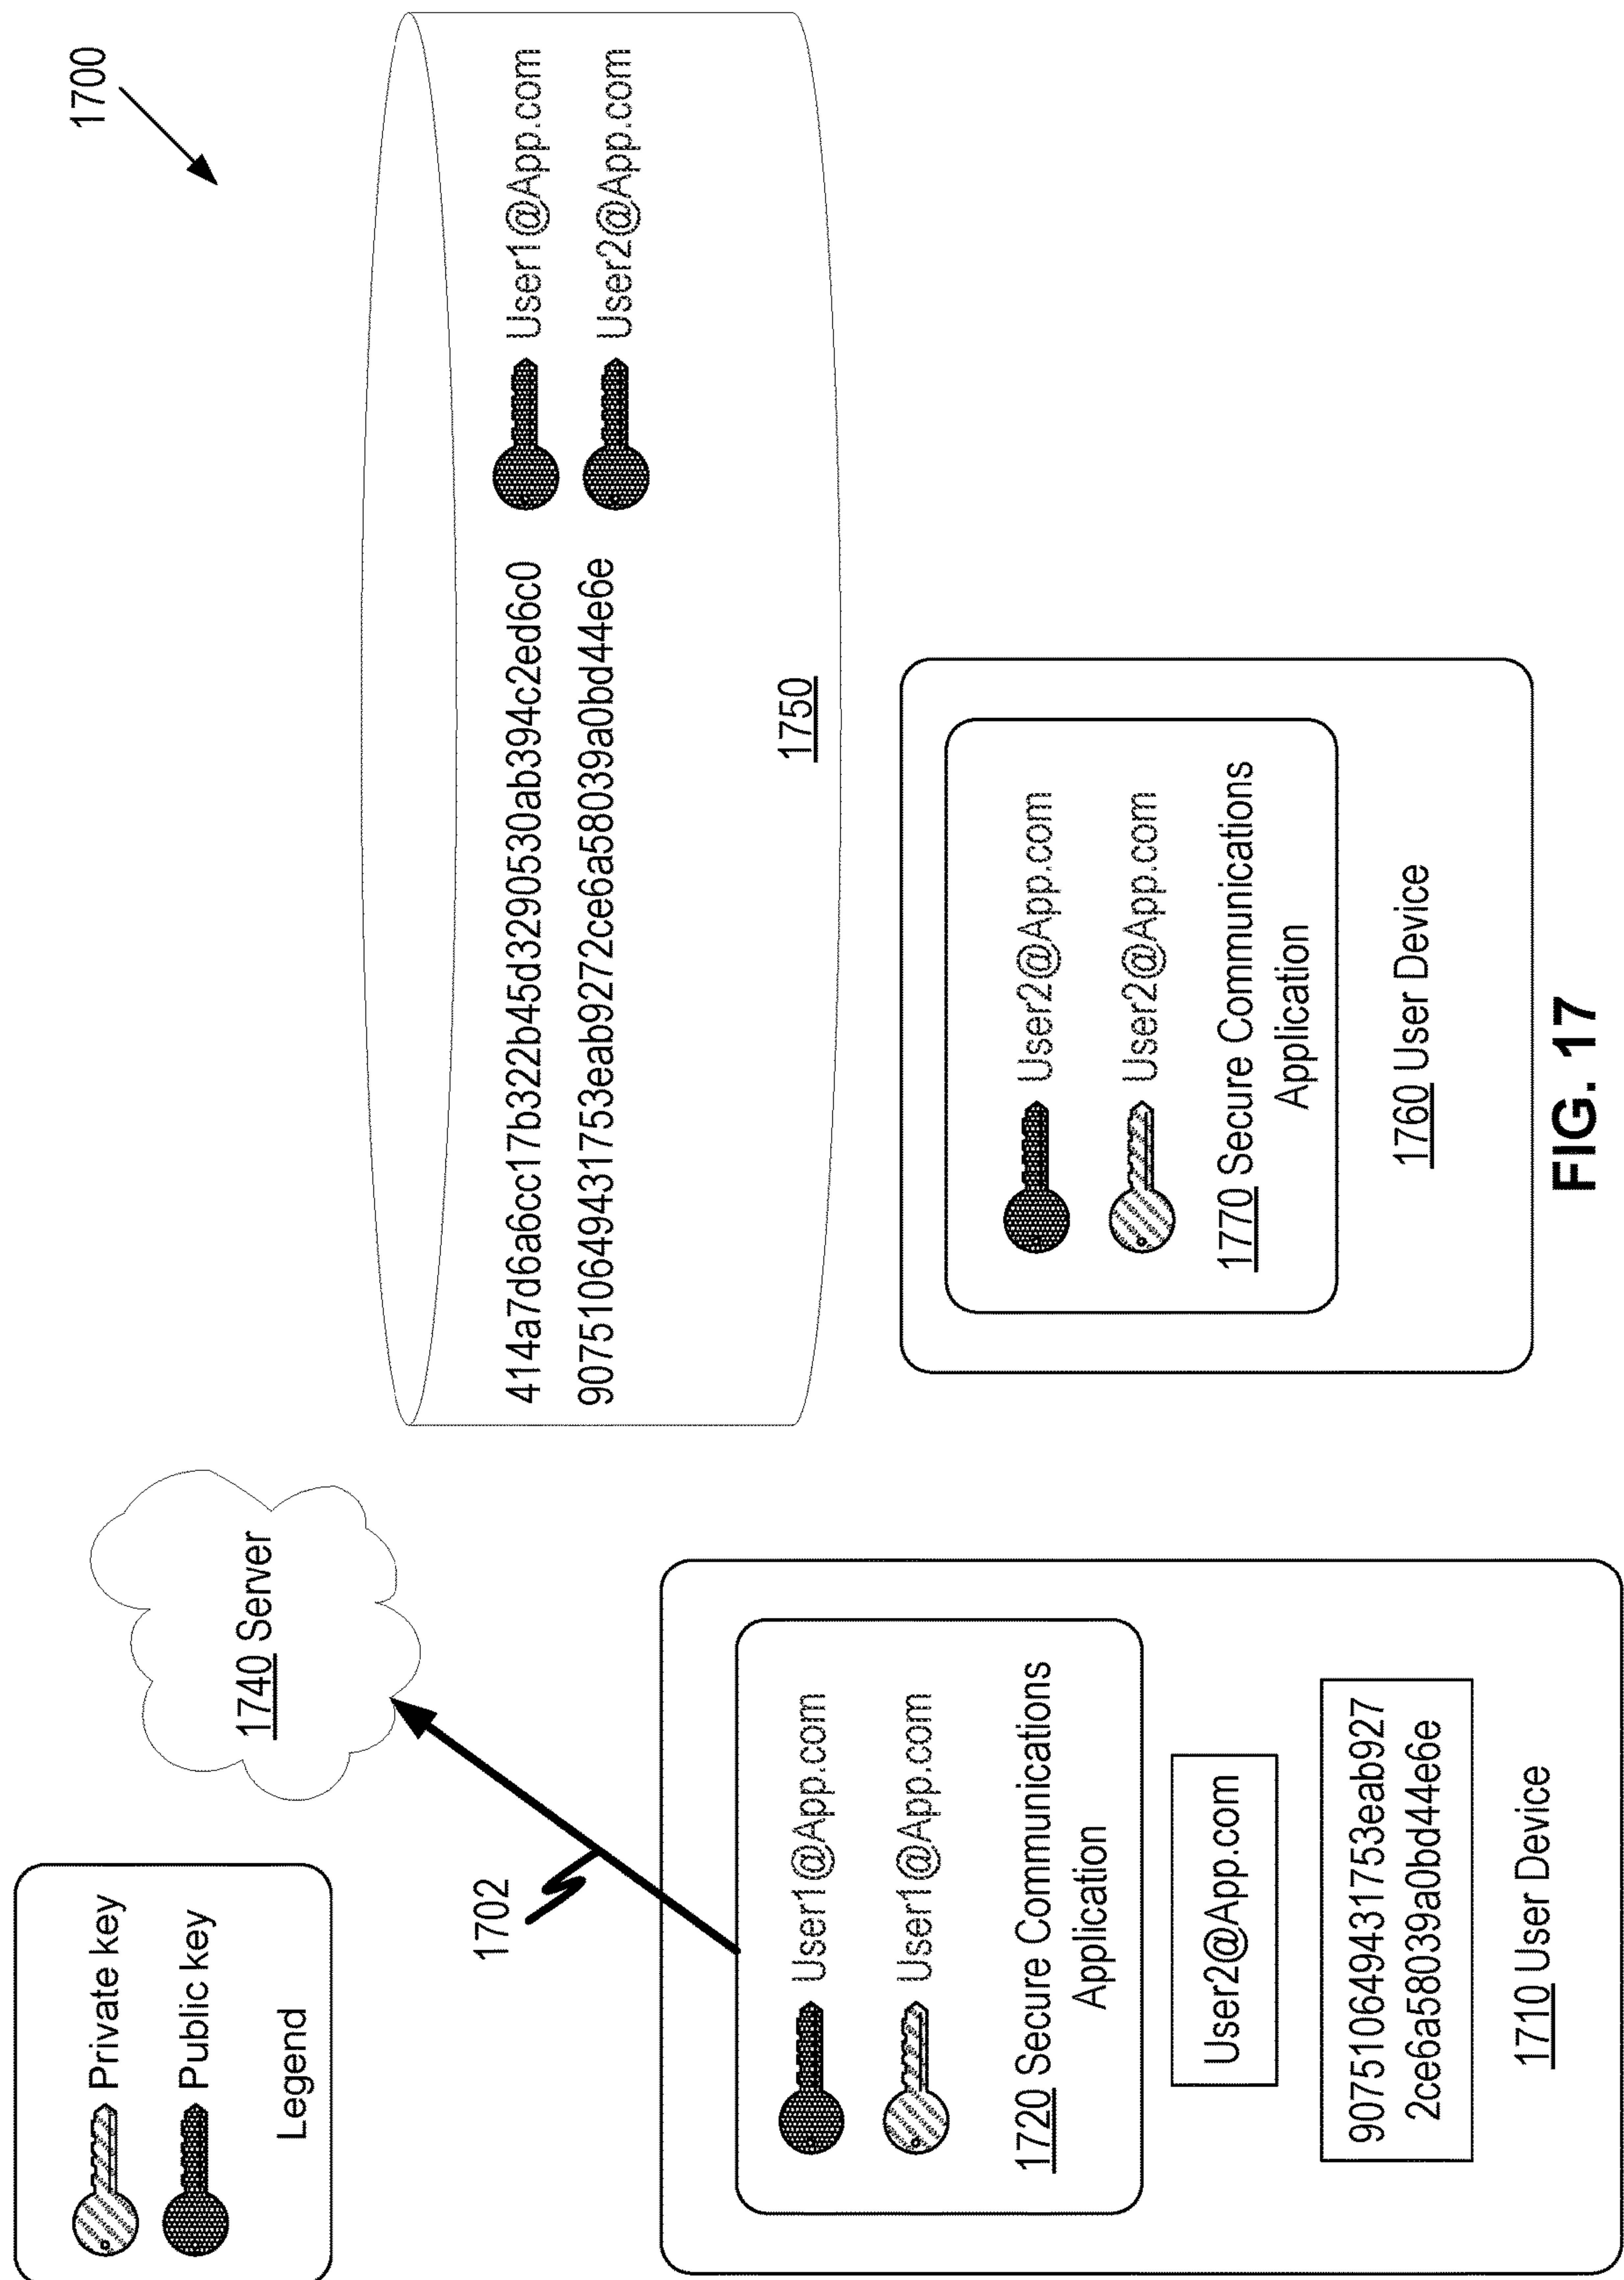 1700
Private key
Public key
Legend
1740 Server
1702
414a7d6a6cc17b322b45d3290530ab394c2ed6c0
User1@App.com
9075106494317 53eab9272ce6a58039a0bd44e6e
User2@App.com
1750
User1@App.com
User1@App.com
1720 Secure Communications
Application
User2@App.com
907510649431753eab927
2ce6a58039a0bd44e6e
1710 User Device
User2@App.com
User2@App.com
1770 Secure Communications
Application
1760 User Device
FIG. 17